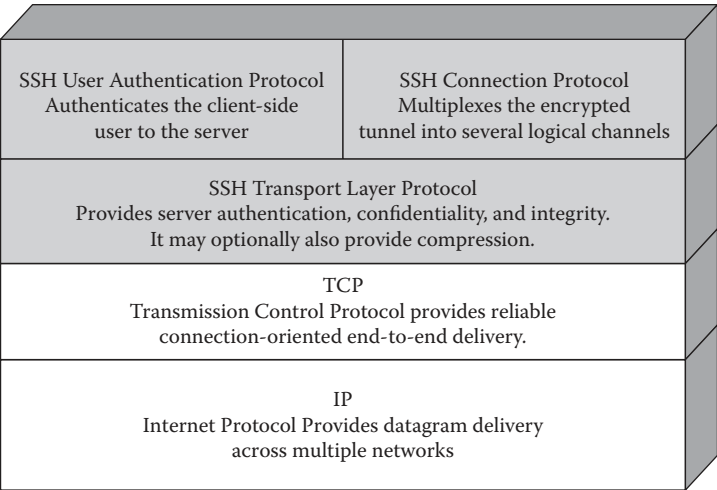 SSH User Authentication Protocol
Authenticates the client-side
user to the server
SSH Connection Protocol
Multiplexes the encrypted
tunnel into several logical channels
SSH Transport Layer Protocol
Provides server authentication, confidentiality, and integrity.
It may optionally also provide compression.
TCP
Transmission Control Protocol provides reliable
connection-oriented end-to-end delivery.
IP
Internet Protocol Provides datagram delivery
across multiple networks